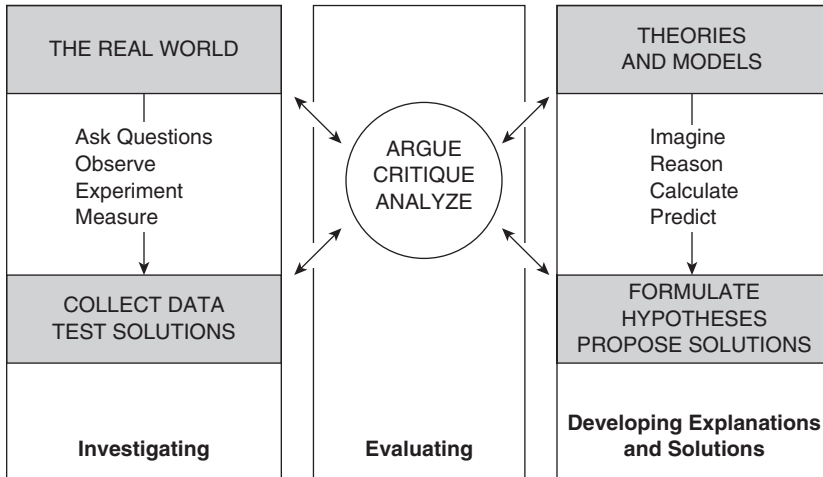 THE REAL WORLD
Ask Questions
Observe
Experiment
Measure
COLLECT DATA
TEST SOLUTIONS
Investigating
ARGUE
CRITIQUE
ANALYZE
Evaluating
THEORIES
AND MODELS
Imagine
Reason
Calculate
Predict
FORMULATE
HYPOTHESES
PROPOSE SOLUTIONS
Developing Explanations
and Solutions